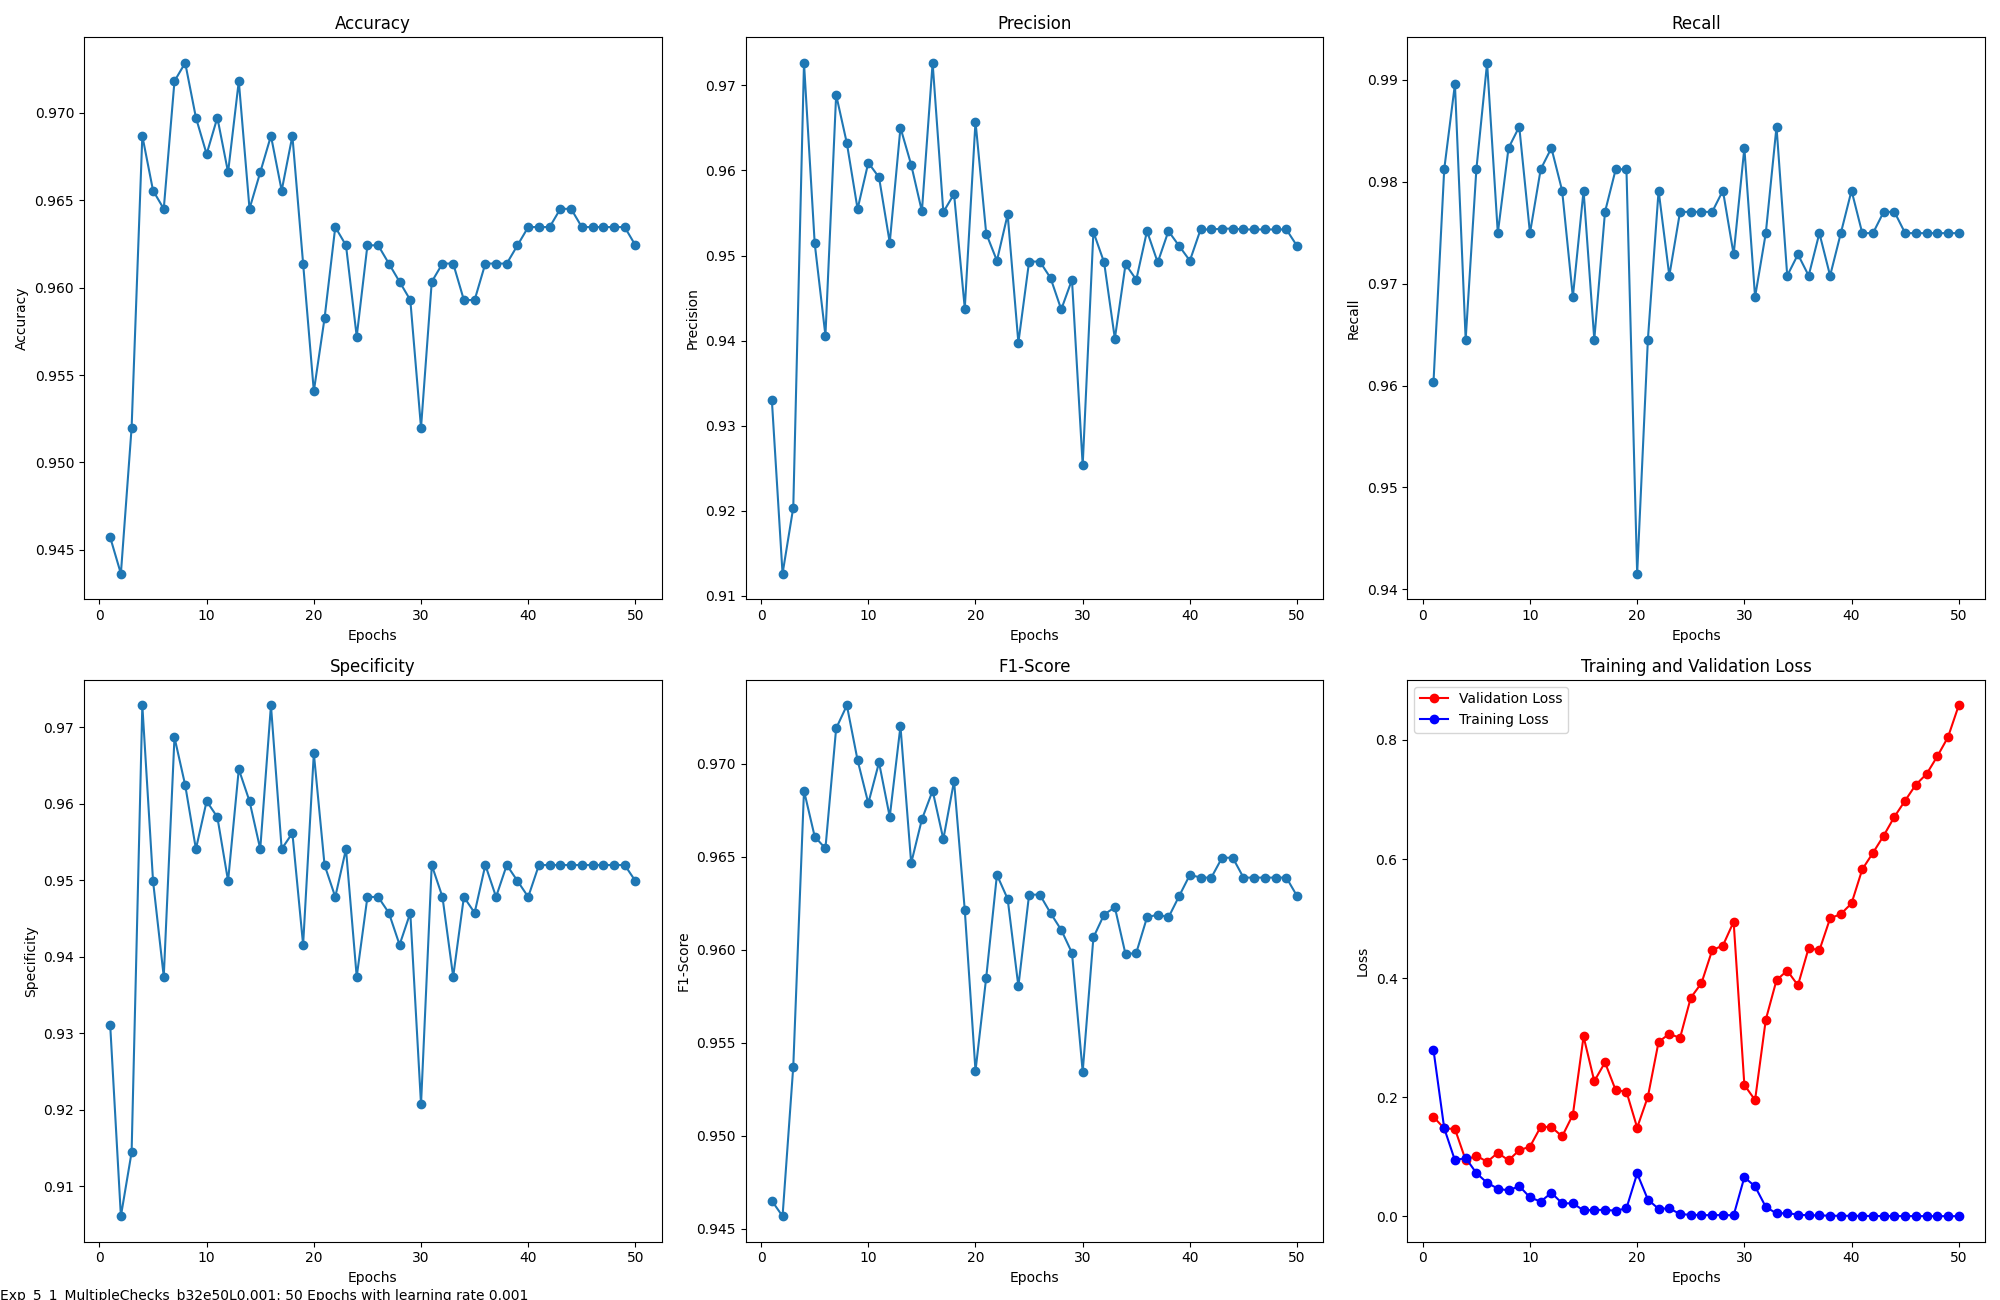 Accuracy
Precision
Recall
0.970
0.965
0.960
0.955
0.950
0.945
Accuracy
0 10 20 30 40 50
Epochs
0.97
0.96
0.95
0.94
0.93
0.92
0.91
Precision
0 10 20 30 40 50
Epochs
0.99
0.98
0.97
0.96
0.95
0.94
Recall
0 10 20 30 40 50
Epochs
Specificity
F1-Score
Training and Validation Loss
0.97
0.96
0.95
0.94
0.93
0.92
0.91
Specificity
0 10 20 30 40 50
Epochs
0.970
0.965
0.960
0.955
0.950
0.945
F1-Score
0 10 20 30 40 50
Epochs
Validation Loss
Training Loss
0.8
0.6
0.4
0.2
0.0
Loss
0 10 20 30 40 50
Epochs
Exp_5_1_MultipleChecks_b32e50L0.001: 50 Epochs with learning rate 0.001